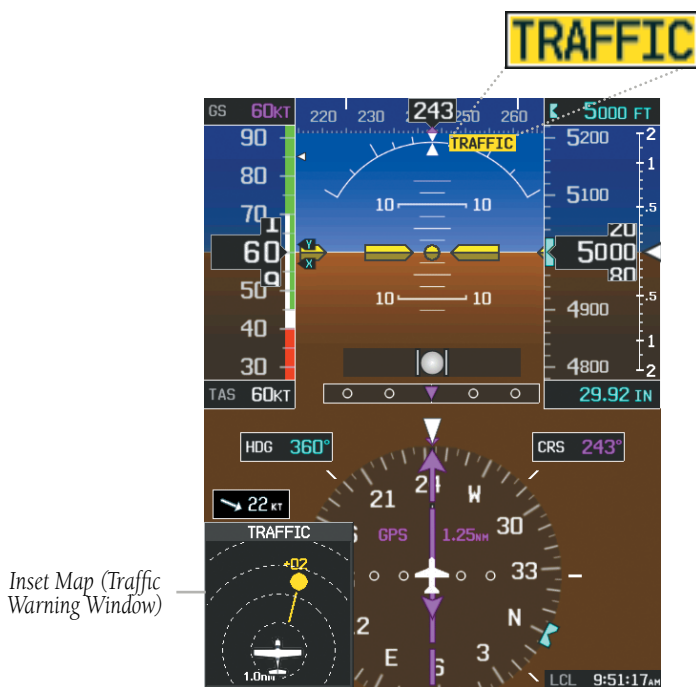 TRAFFIC
GS 60KT
220 230 243 250 260
5000 FT
TRAFFIC
90
80
70
1
60
9
50
40
30
TAS 60KT
10 10
10 10
Y
X
5200
5100
20
5000
80
4900
4800
2
1
.5
.5
1
2
29.92 IN
HDG 360°
CRS 243°
22 KT
21 24 W 30 33 N 3 6 E 12
GPS 1.25NM
TRAFFIC
+02
1.0nm
Inset Map (Traffic
Warning Window)
LCL 9:51:17AM